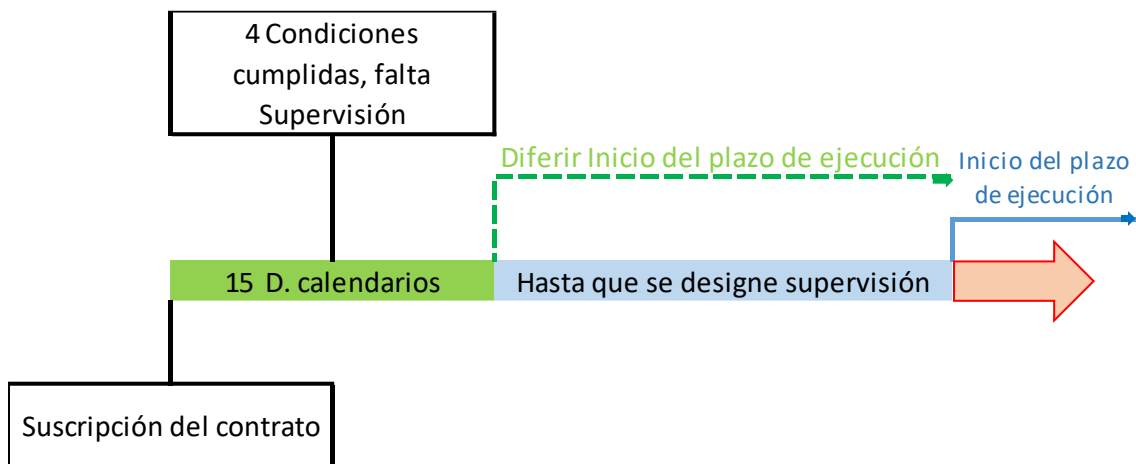 4 Condiciones
cumplidas, falta
Supervisión
Diferir Inicio del plazo de ejecución
Inicio del plazo
de ejecución
15 D. calendarios
Hasta que se designe supervisión
Suscripción del contrato